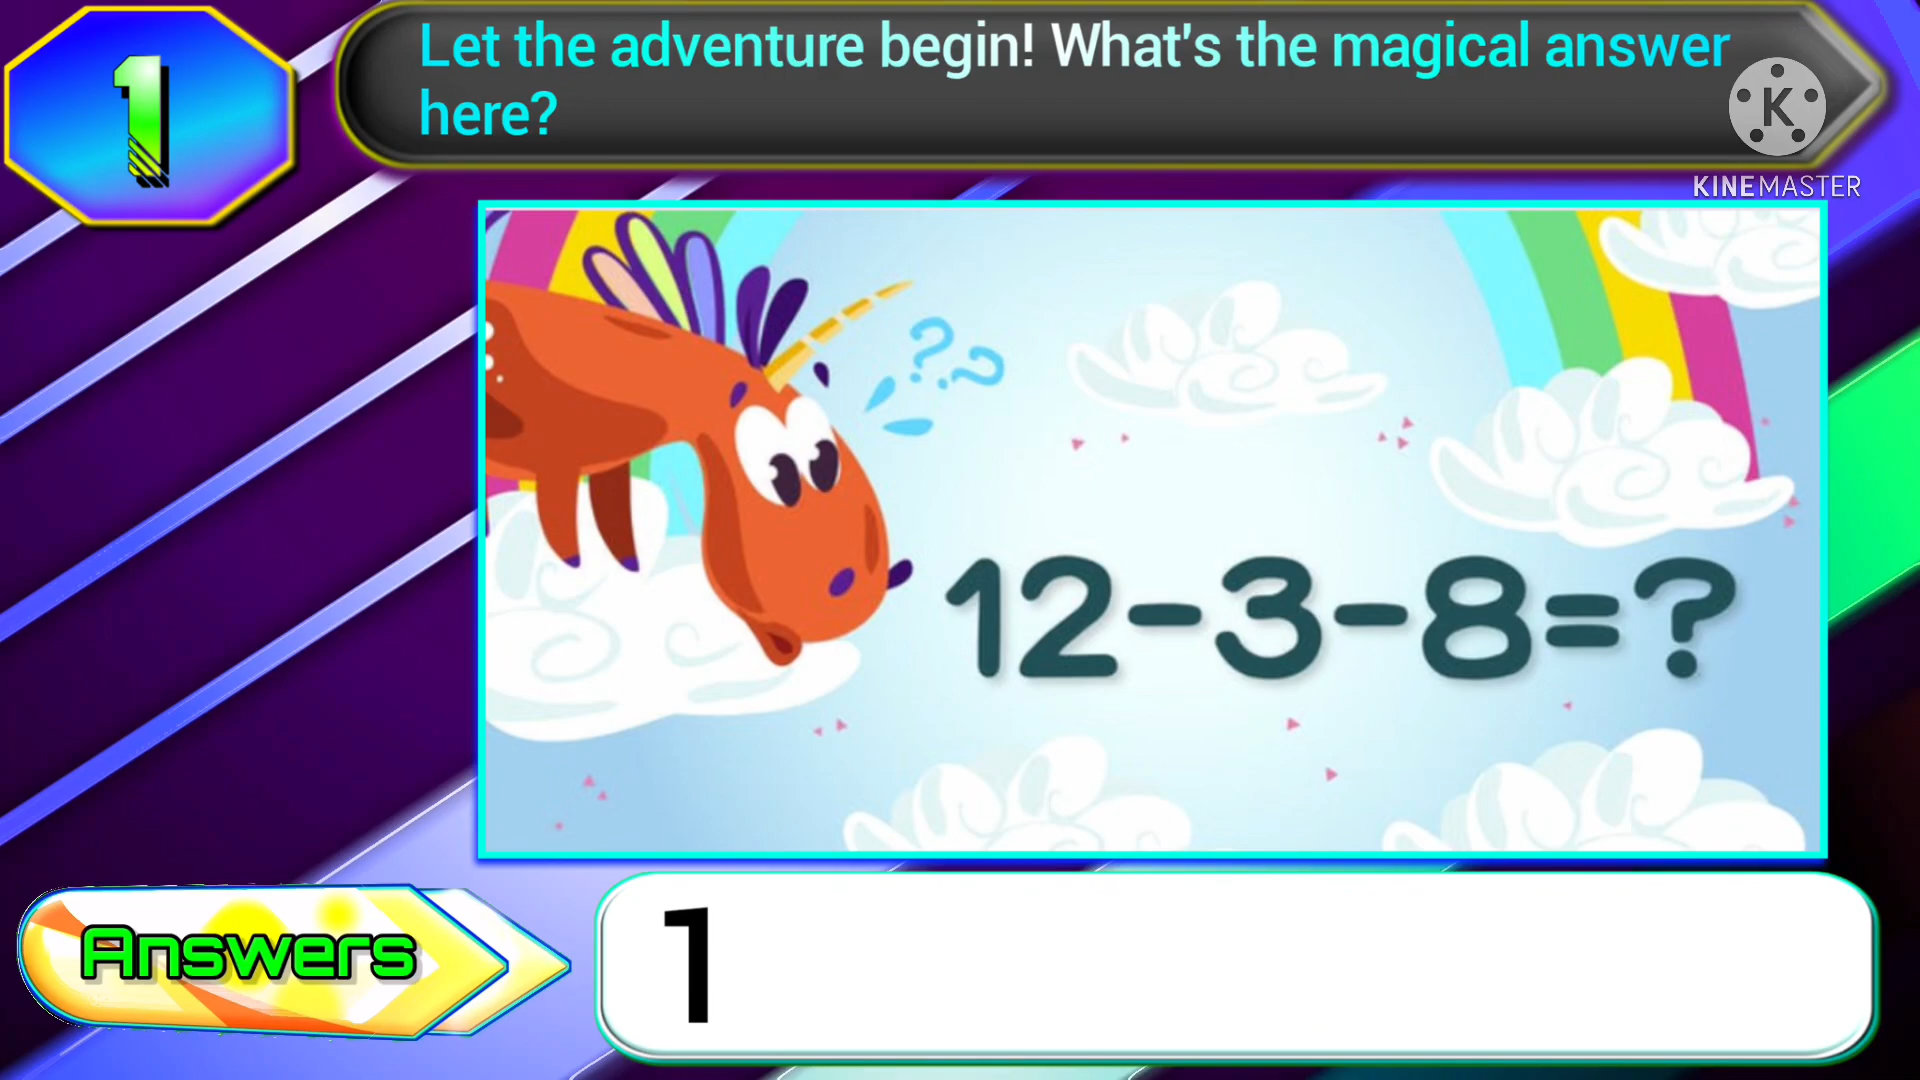 1
Let the adventure begin! What's the magical answer
here?
K
KINEMASTER
??
12-3-8=?
Answers
1